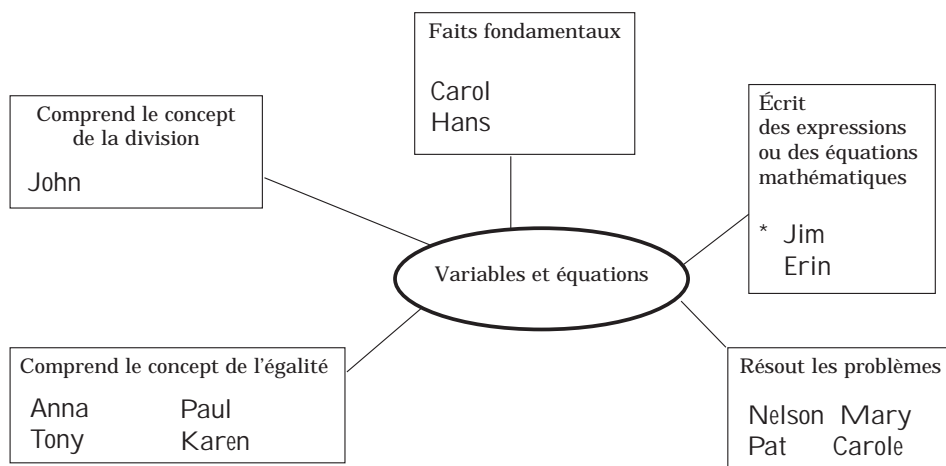 Faits fondamentaux
Carol
Hans
Comprend le concept
de la division
John
Écrit
des expressions
ou des équations
mathématiques
* Jim
Erin
Variables et équations
Comprend le concept de l'égalité
Anna Paul
Tony Karen
Résout les problèmes
Nelson Mary
Pat Carole